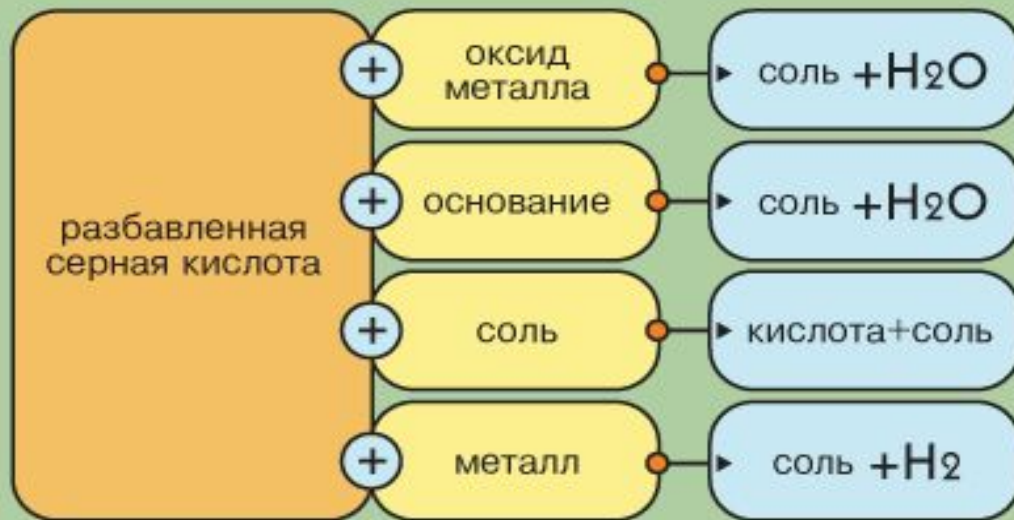 разбавленная
серная кислота
+ оксид
металла
соль +H2O
+ основание
соль +H2O
+ соль
кислота+соль
+ металл
соль +H2